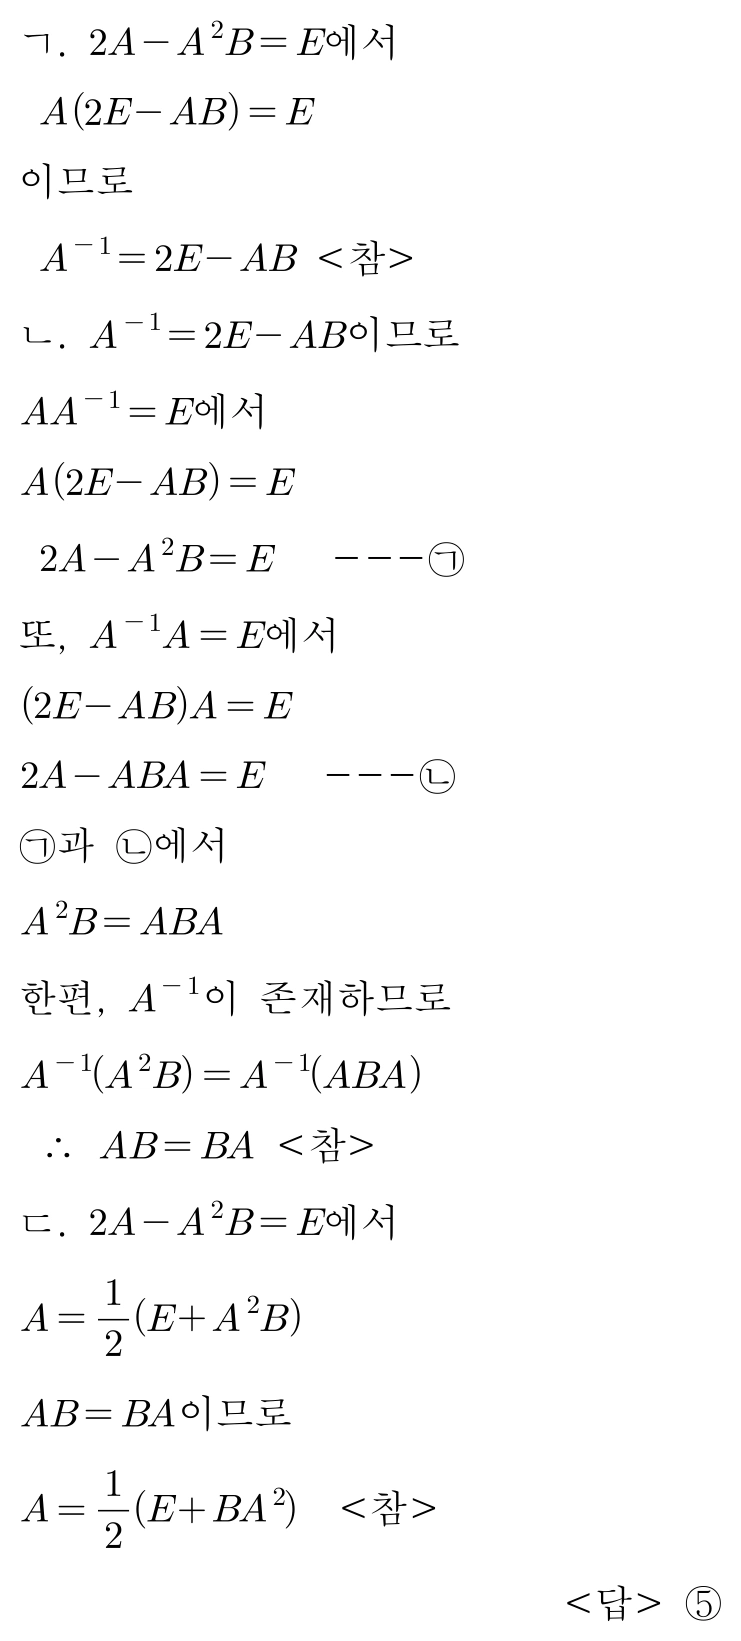 ㄱ. 2A－A²B＝E에서
A(2E－AB)＝E
이므로
A⁻¹＝2E－AB <참>
ㄴ. A⁻¹＝2E－AB이므로
AA⁻¹＝E에서
A(2E－AB)＝E
2A－A²B＝E －－－㉠
또, A⁻¹A＝E에서
(2E－AB)A＝E
2A－ABA＝E －－－㉡
㉠과 ㉡에서
A²B＝ABA
한편, A⁻¹이 존재하므로
A⁻¹(A²B)＝A⁻¹(ABA)
∴ AB＝BA <참>
ㄷ. 2A－A²B＝E에서
A＝1/2(E＋A²B)
AB＝BA이므로
A＝1/2(E＋BA²) <참>
<답> ⑤